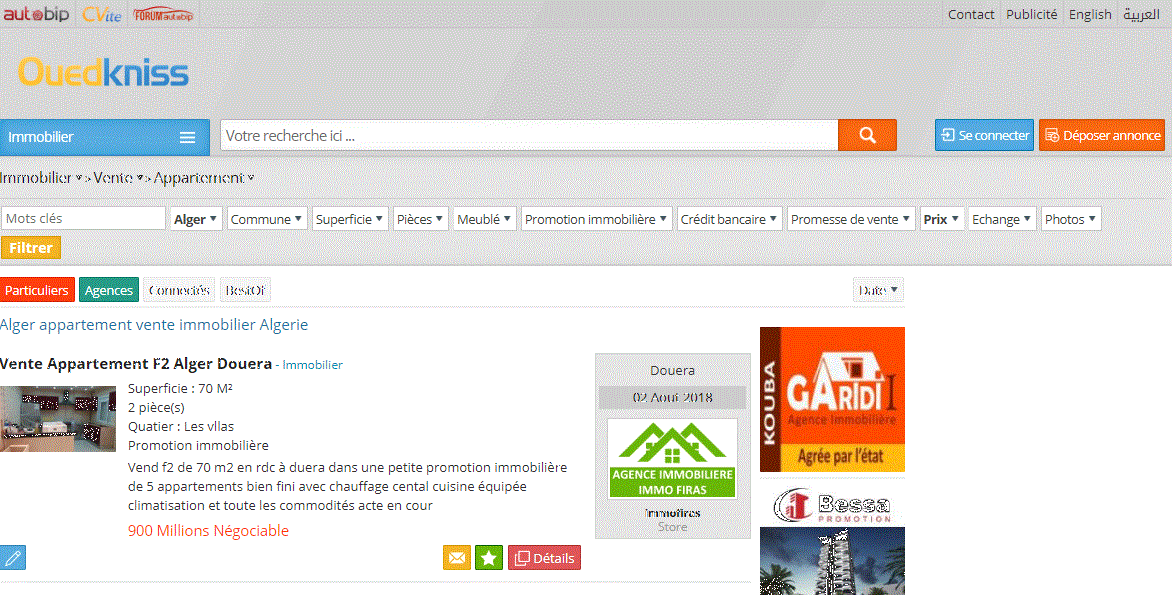 autobip CVite FORUM autobip Contact Publicité English العربية
Ouedkniss
Immobilier Votre recherche ici ... Se connecter Déposer annonce
Immobilier > Vente > Appartement
Mots clés Alger Commune Superficie Pièces Meublé Promotion immobilière Crédit bancaire Promesse de vente Prix Echange Photos
Filtrer
Particuliers Agences Connectés BestOf Date
Alger appartement vente immobilier Algerie
Vente Appartement F2 Alger Douera - Immobilier
Superficie : 70 M²
2 pièce(s)
Quatier : Les vllas
Promotion immobilière
Vend f2 de 70 m2 en rdc à duera dans une petite promotion immobilière
de 5 appartements bien fini avec chauffage cental cuisine équipée
climatisation et toute les commodités acte en cour
900 Millions Négociable
Détails
Douera
02 Aout 2018
AGENCE IMMOBILIERE
IMMO FIRAS
Immofiras
Store
KOUBA
GARIDI I
Agence Immobilière
Agrée par l'état
Bessa
PROMOTION